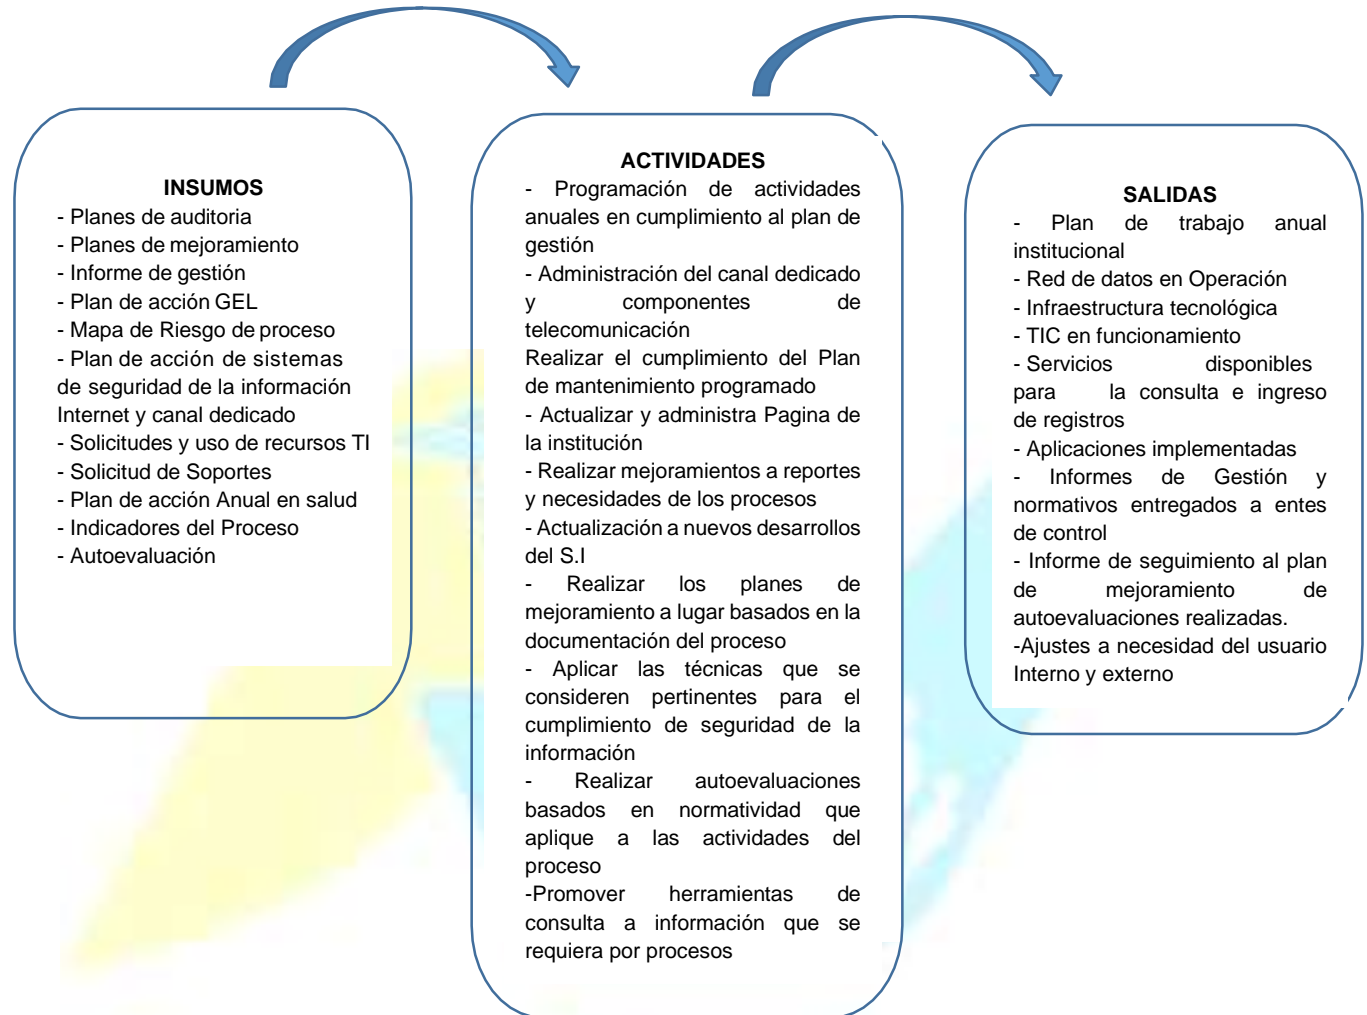 INSUMOS
- Planes de auditoria
- Planes de mejoramiento
- Informe de gestión
- Plan de acción GEL
- Mapa de Riesgo de proceso
- Plan de acción de sistemas
de seguridad de la información
Internet y canal dedicado
- Solicitudes y uso de recursos TI
- Solicitud de Soportes
- Plan de acción Anual en salud
- Indicadores del Proceso
- Autoevaluación
ACTIVIDADES
- Programación de actividades
anuales en cumplimiento al plan de
gestión
- Administración del canal dedicado
y componentes de
telecomunicación
Realizar el cumplimiento del Plan
de mantenimiento programado
- Actualizar y administra Pagina de
la institución
- Realizar mejoramientos a reportes
y necesidades de los procesos
- Actualización a nuevos desarrollos
del S.I
- Realizar los planes de
mejoramiento a lugar basados en la
documentación del proceso
- Aplicar las técnicas que se
consideren pertinentes para el
cumplimiento de seguridad de la
información
- Realizar autoevaluaciones
basados en normatividad que
aplique a las actividades del
proceso
-Promover herramientas de
consulta a información que se
requiera por procesos
SALIDAS
- Plan de trabajo anual
institucional
- Red de datos en Operación
- Infraestructura tecnológica
- TIC en funcionamiento
- Servicios disponibles
para la consulta e ingreso
de registros
- Aplicaciones implementadas
- Informes de Gestión y
normativos entregados a entes
de control
- Informe de seguimiento al plan
de mejoramiento de
autoevaluaciones realizadas.
-Ajustes a necesidad del usuario
Interno y externo